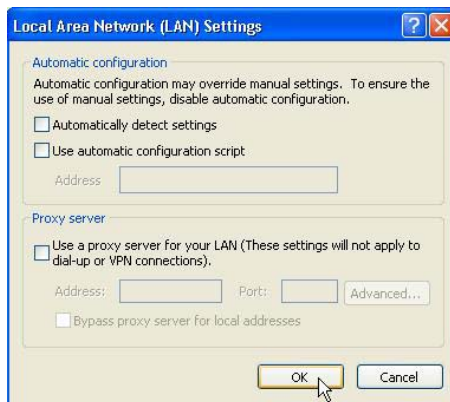 Local Area Network (LAN) Settings
Automatic configuration
Automatic configuration may override manual settings. To ensure the
use of manual settings, disable automatic configuration.
Automatically detect settings
Use automatic configuration script
Address
Proxy server
Use a proxy server for your LAN (These settings will not apply to
dial-up or VPN connections).
Address: Port: Advanced...
Bypass proxy server for local addresses
OK Cancel